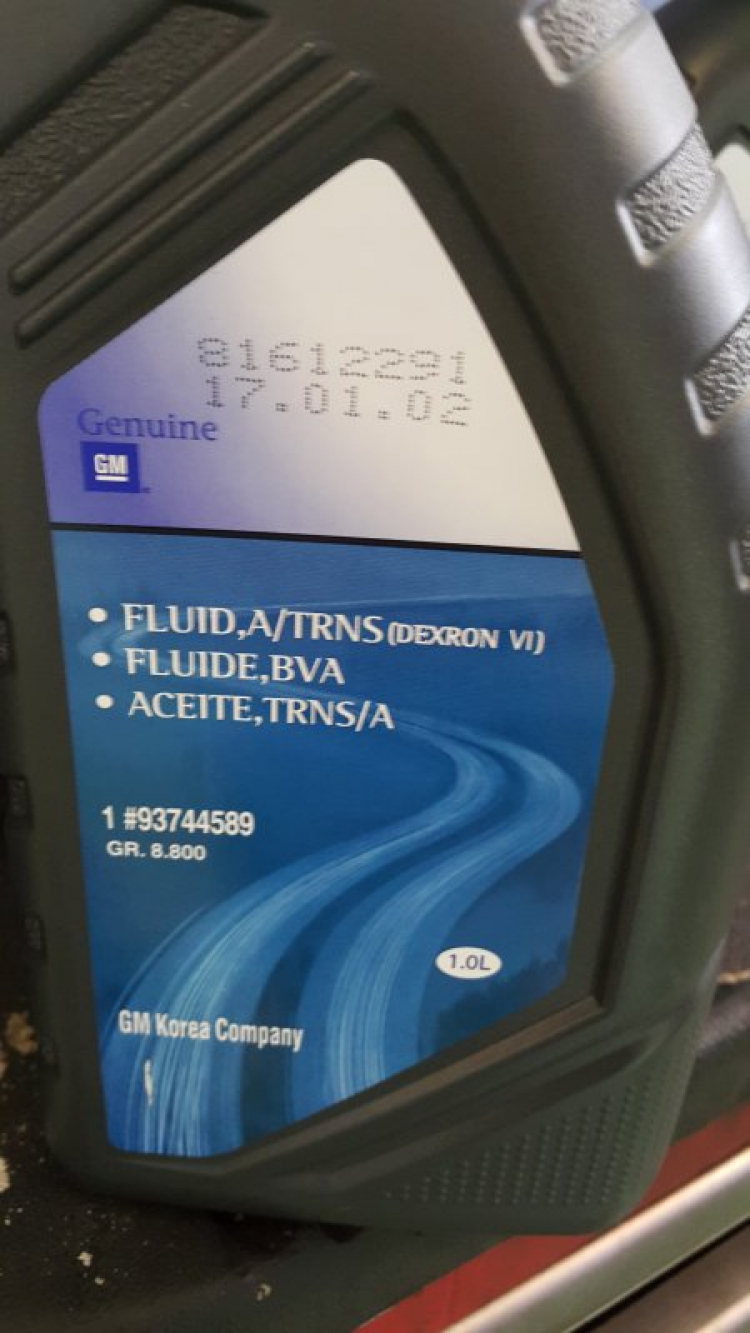 81612291
17.01.02
Genuine
GM
• FLUID,A/TRNS (DEXRON VI)
• FLUIDE,BVA
• ACEITE,TRNS/A
1 #93744589
GR. 8.800
1.0L
GM Korea Company